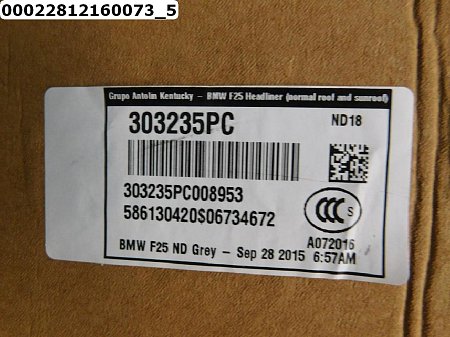 00022812160073_5
Grupo Antolin Kentucky – BMW F25 Headliner (normal roof and sunroof)
303235PC
ND18
303235PC008953
586130420S06734672
CCC S
A072016
BMW F25 ND Grey – Sep 28 2015 6:57AM